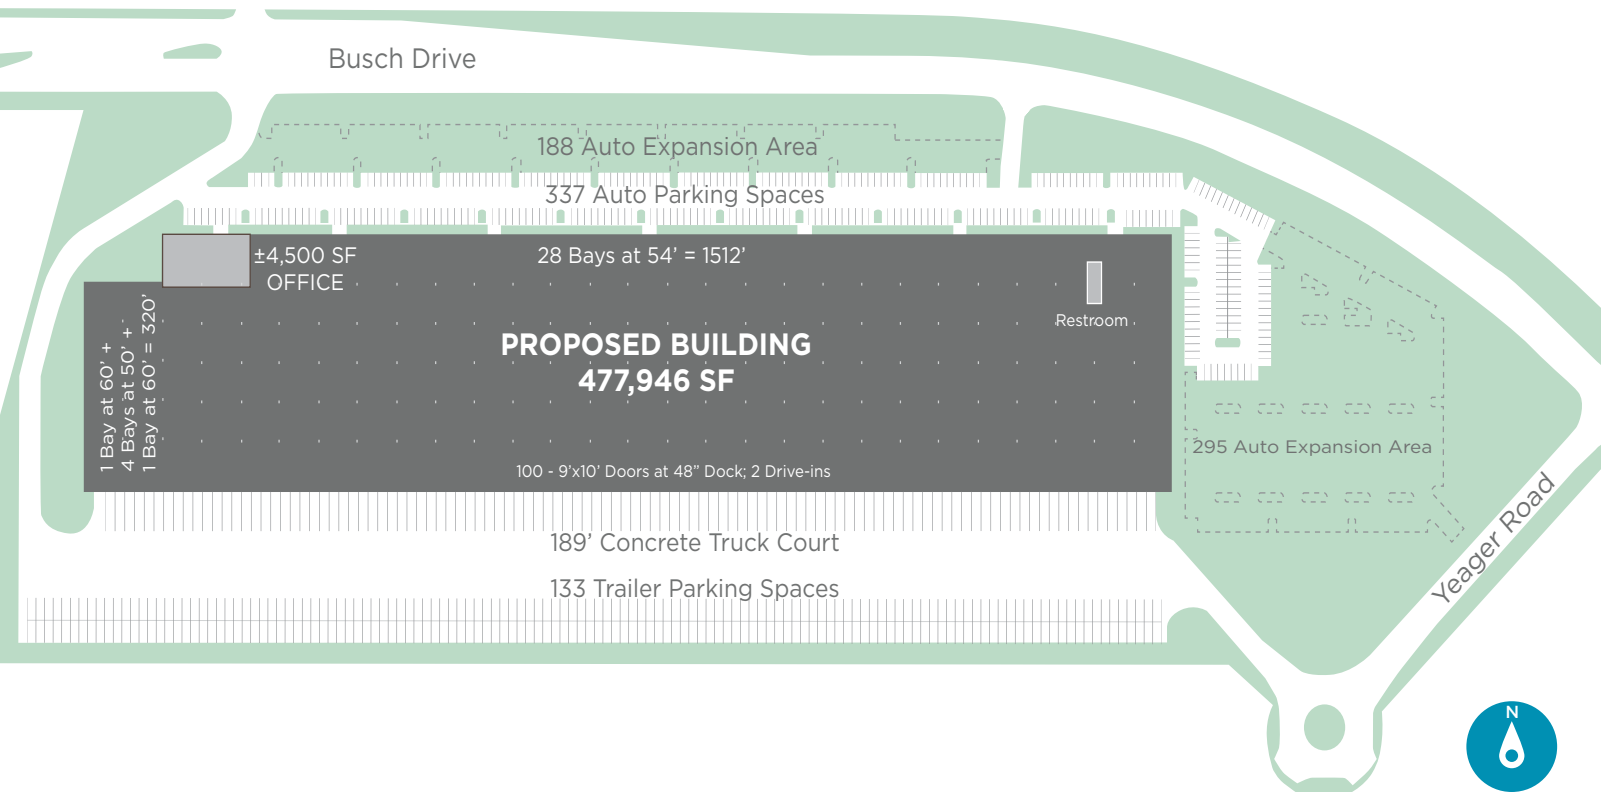 Busch Drive
188 Auto Expansion Area
337 Auto Parking Spaces
±4,500 SF
OFFICE
28 Bays at 54’ = 1512’
Restroom
1 Bay at 60’ +
4 Bays at 50’ +
1 Bay at 60’ = 320’
PROPOSED BUILDING
477,946 SF
100 - 9’x10’ Doors at 48” Dock; 2 Drive-ins
295 Auto Expansion Area
189’ Concrete Truck Court
133 Trailer Parking Spaces
Yeager Road
N